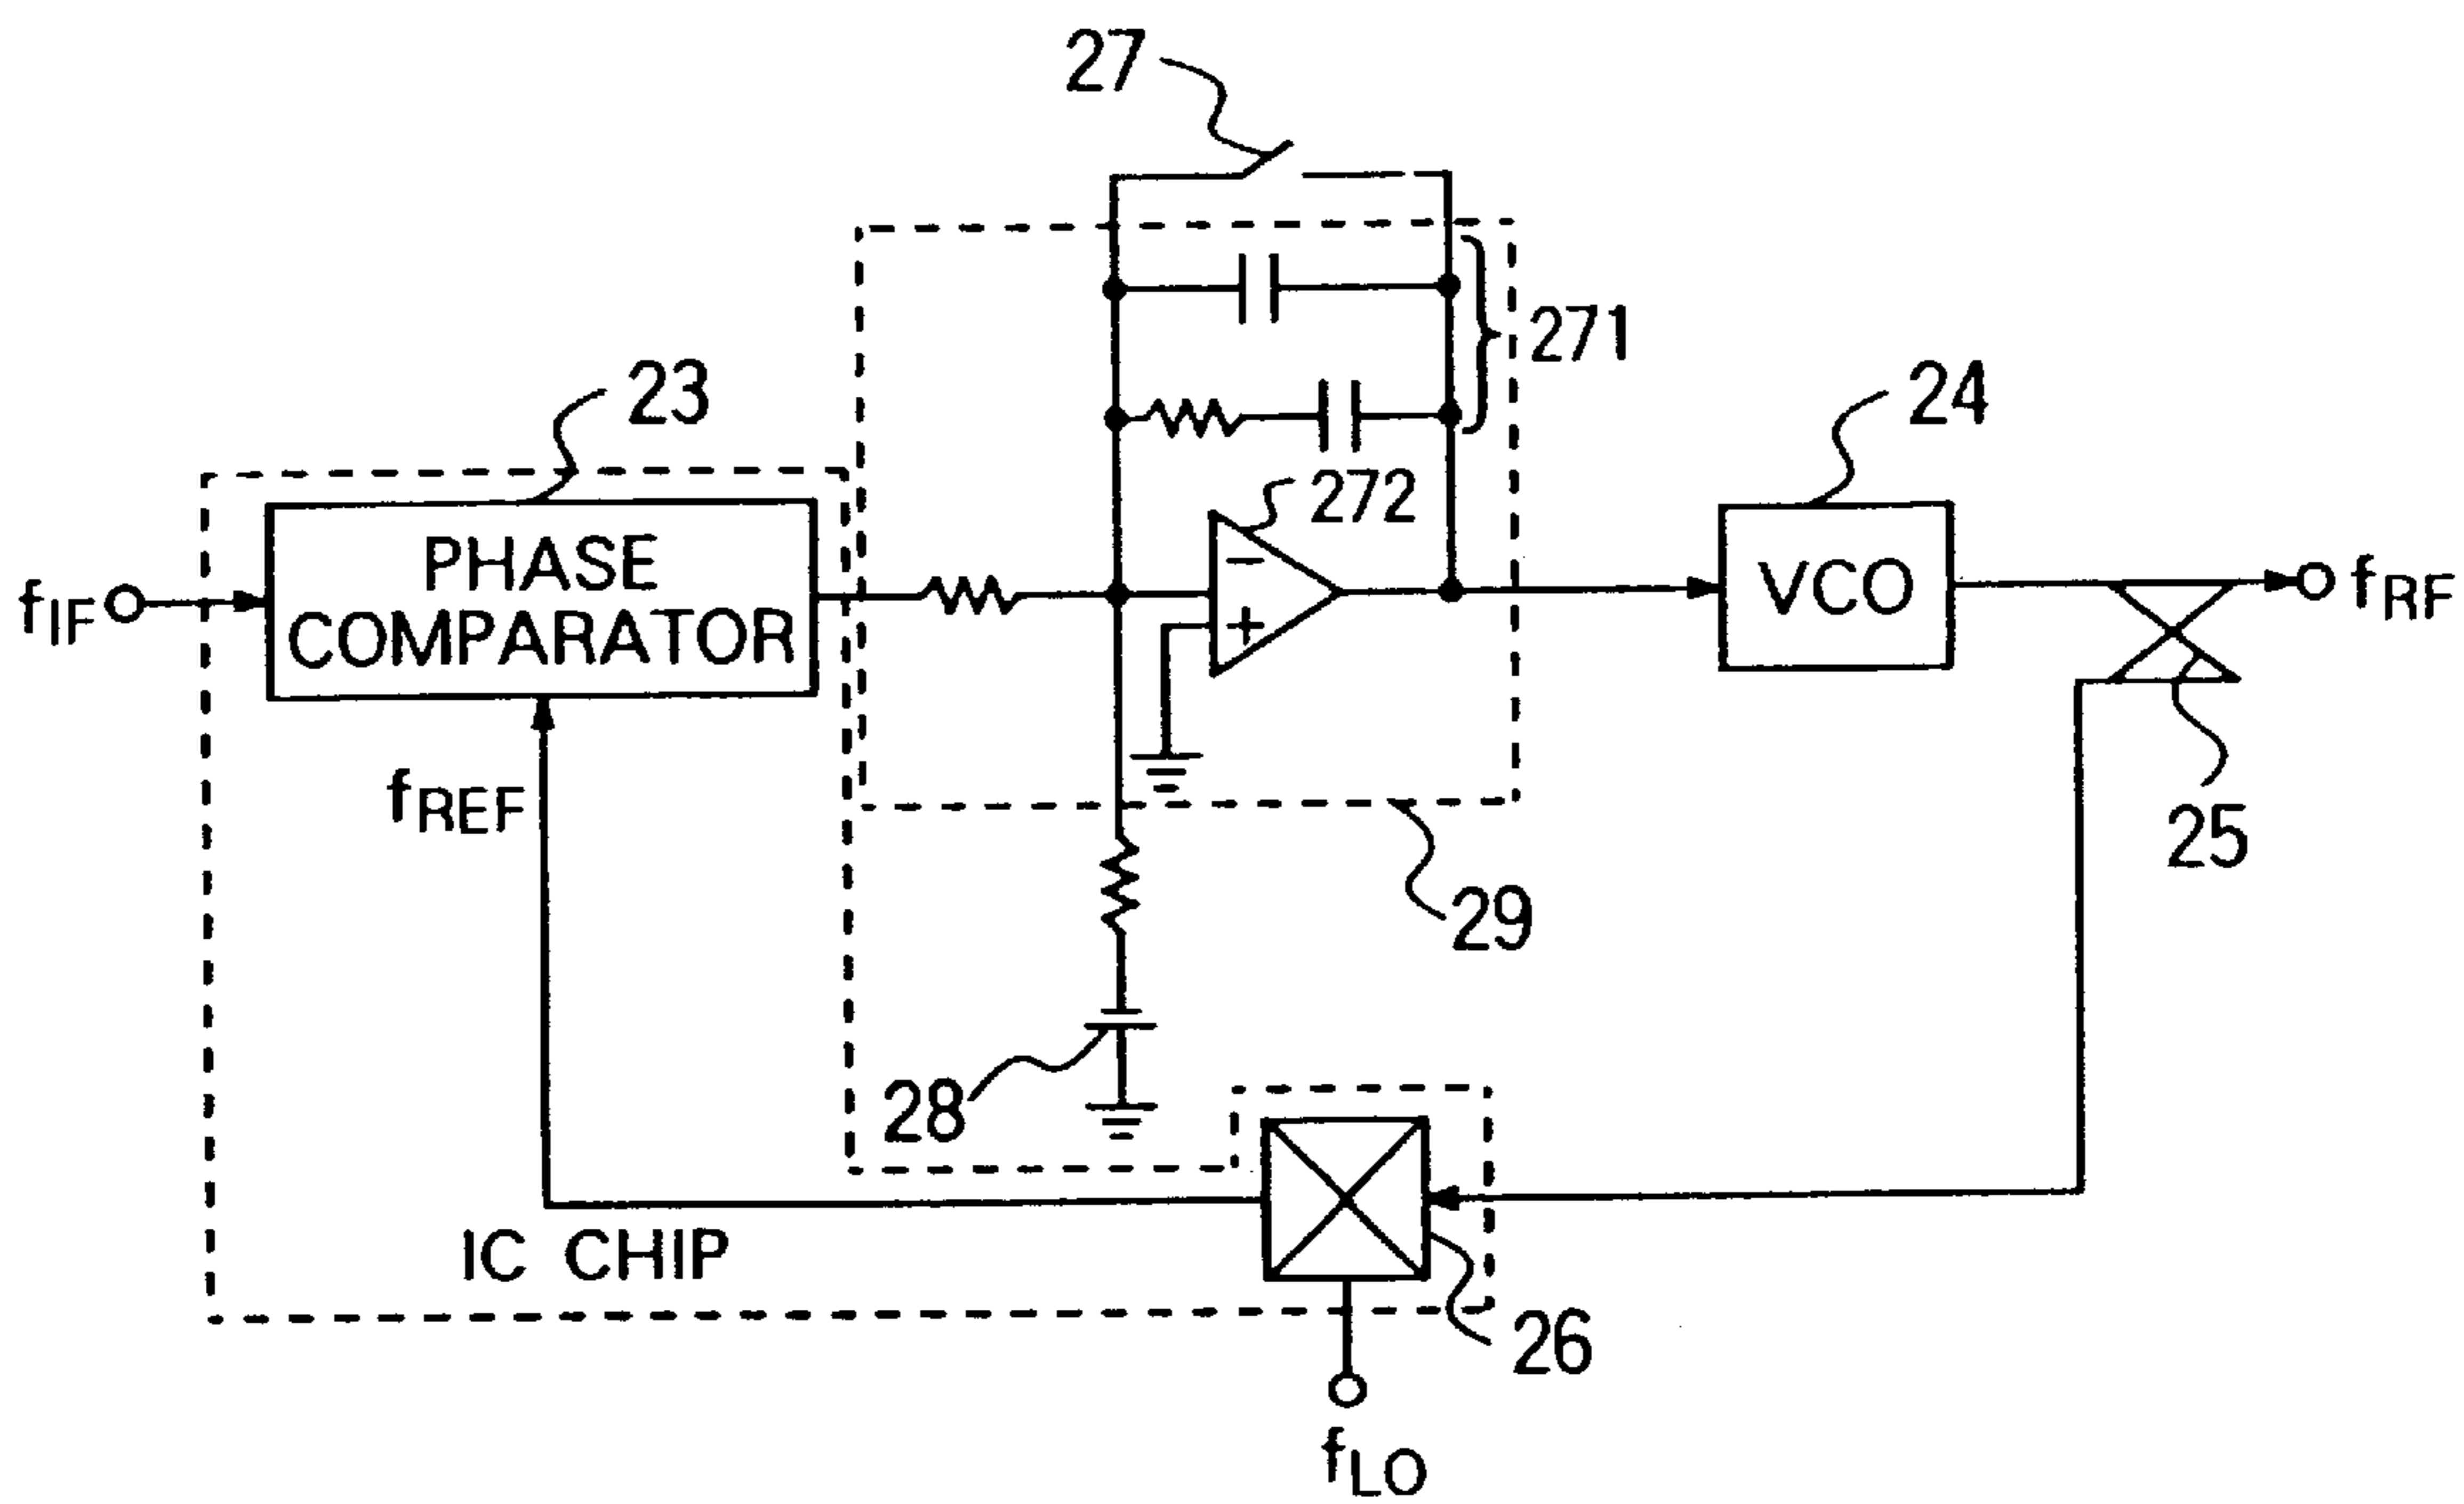 27
271
23
24
272
PHASE
COMPARATOR
−
+
VCO
fIF
fRF
fREF
25
29
28
IC CHIP
26
fLO